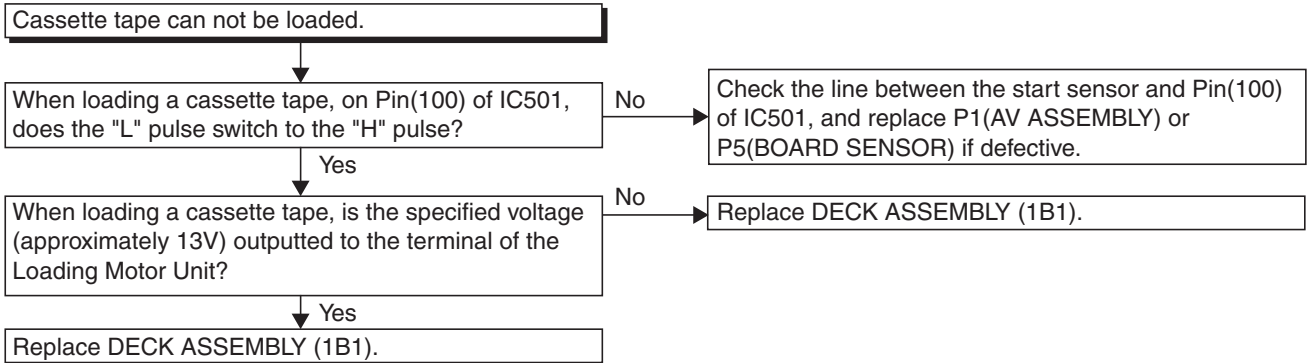 Cassette tape can not be loaded.
When loading a cassette tape, on Pin(100) of IC501,
does the "L" pulse switch to the "H" pulse?
No
Check the line between the start sensor and Pin(100)
of IC501, and replace P1(AV ASSEMBLY) or
P5(BOARD SENSOR) if defective.
Yes
When loading a cassette tape, is the specified voltage
(approximately 13V) outputted to the terminal of the
Loading Motor Unit?
No
Replace DECK ASSEMBLY (1B1).
Yes
Replace DECK ASSEMBLY (1B1).